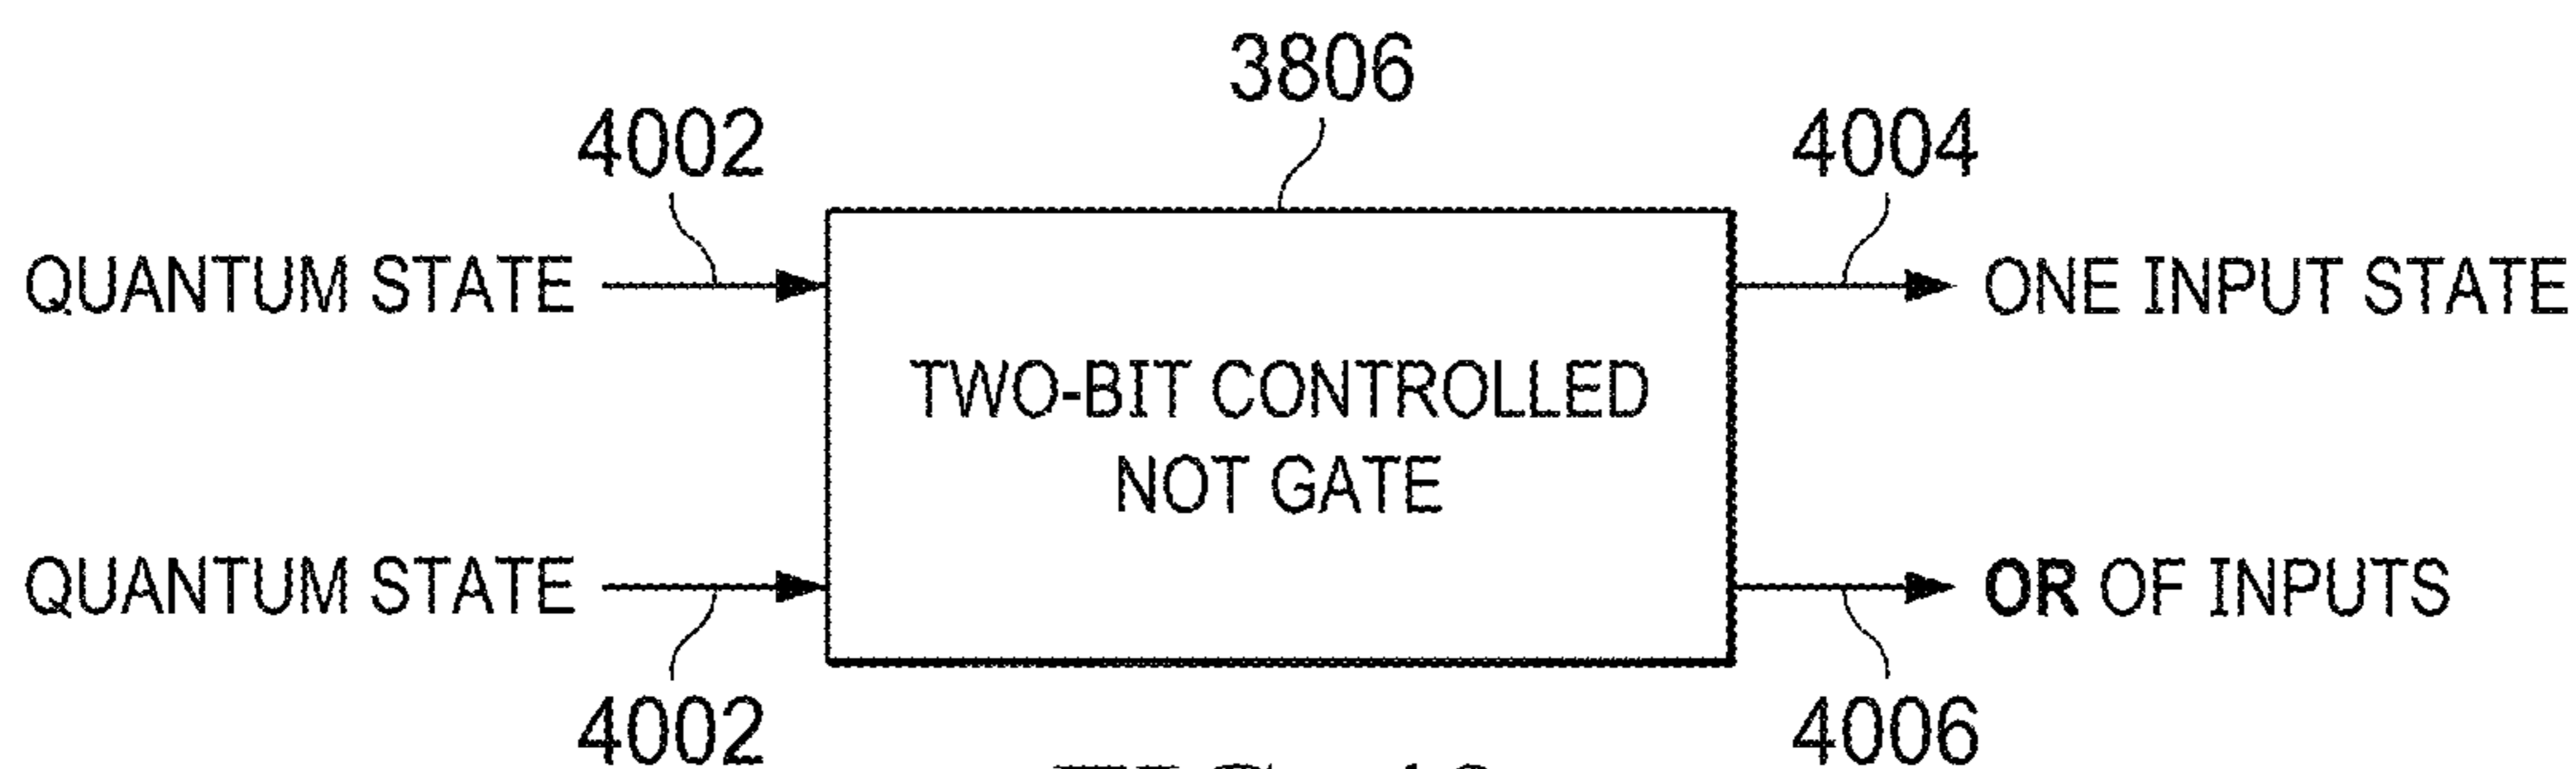 3806
4002
4004
QUANTUM STATE
ONE INPUT STATE
TWO-BIT CONTROLLED
NOT GATE
QUANTUM STATE
OR OF INPUTS
4002
4006